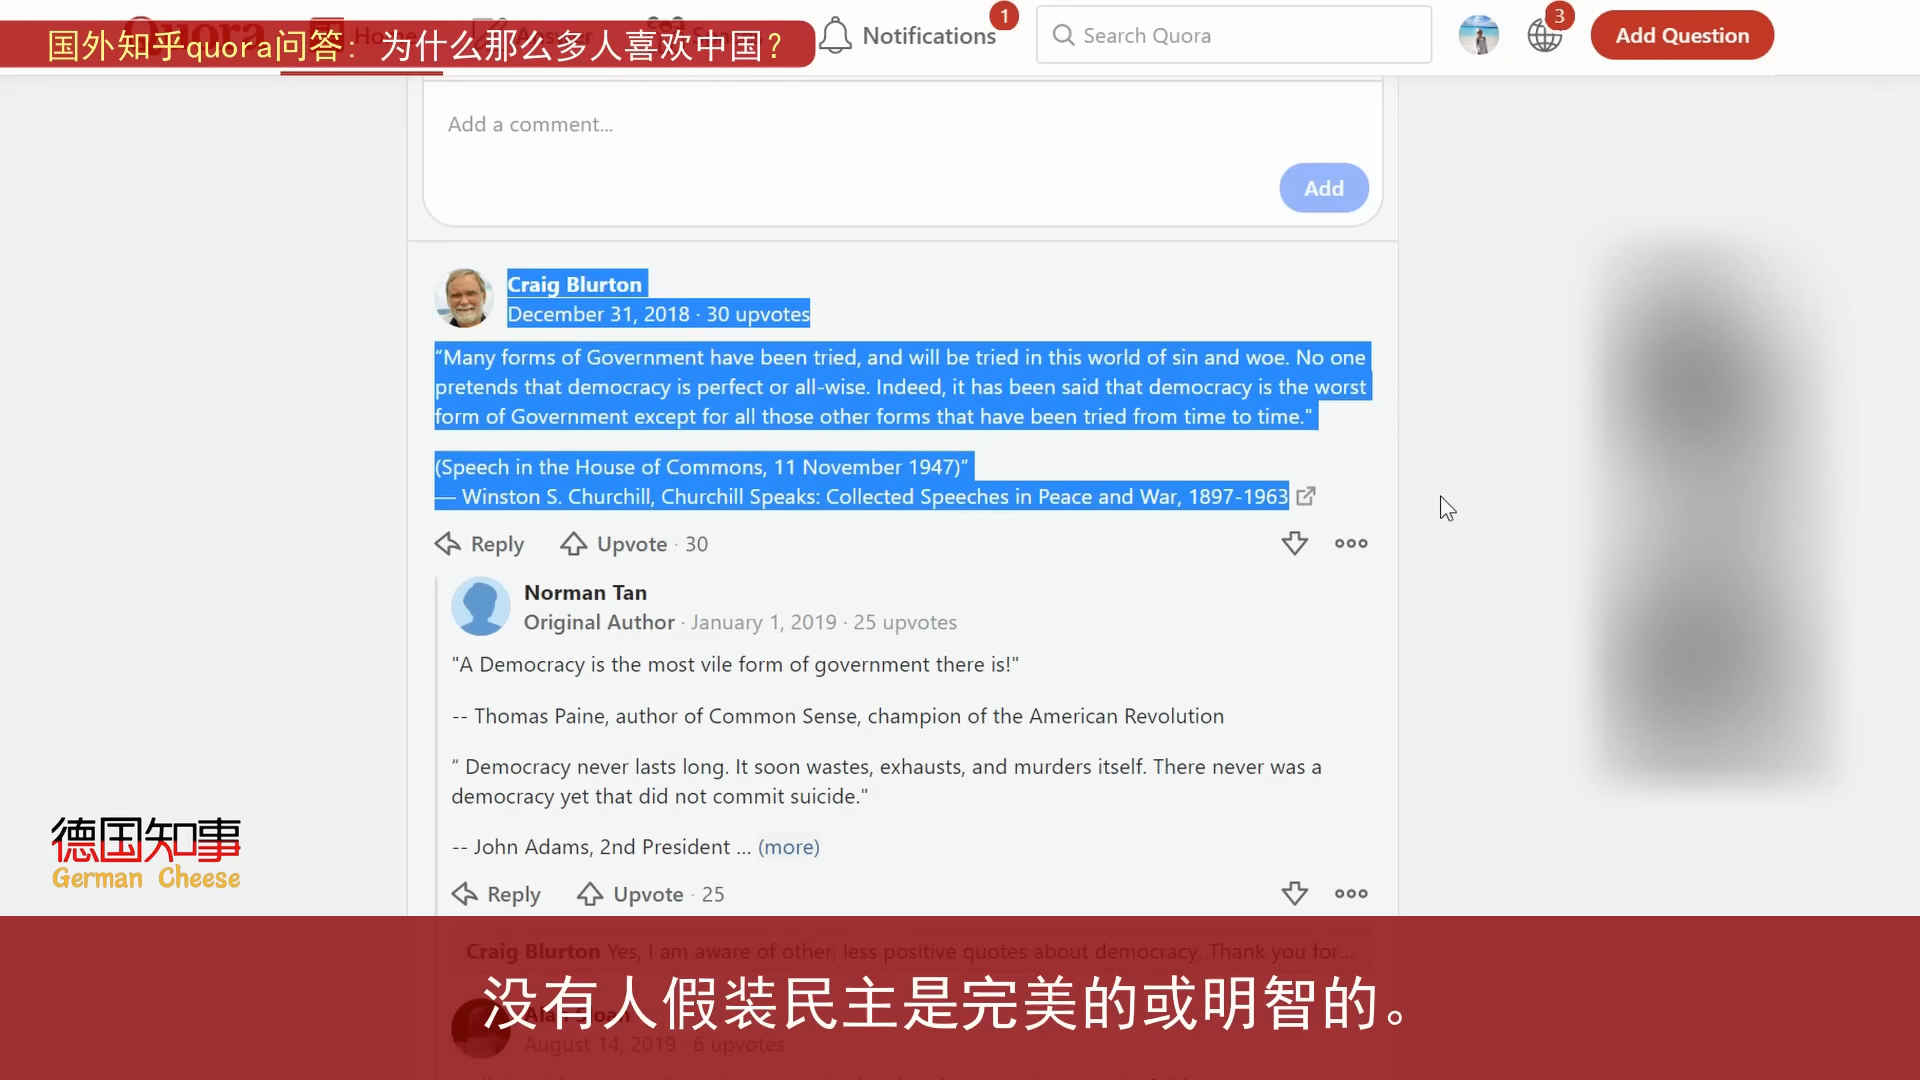 国外知乎quora问答：为什么那么多人喜欢中国？
Notifications
1
Search Quora
3
Add Question
Add a comment...
Add
Craig Blurton
December 31, 2018 · 30 upvotes
“Many forms of Government have been tried, and will be tried in this world of sin and woe. No one
pretends that democracy is perfect or all-wise. Indeed, it has been said that democracy is the worst
form of Government except for all those other forms that have been tried from time to time."
(Speech in the House of Commons, 11 November 1947)”
— Winston S. Churchill, Churchill Speaks: Collected Speeches in Peace and War, 1897-1963
Reply
Upvote · 30
Norman Tan
Original Author · January 1, 2019 · 25 upvotes
"A Democracy is the most vile form of government there is!"
-- Thomas Paine, author of Common Sense, champion of the American Revolution
“ Democracy never lasts long. It soon wastes, exhausts, and murders itself. There never was a
democracy yet that did not commit suicide."
-- John Adams, 2nd President ... (more)
Reply
Upvote · 25
德国知事
German Cheese
Craig Blurton Yes, I am aware of other, less positive quotes about democracy. Thank you for...
没有人假装民主是完美的或明智的。
August 14, 2019 · 6 upvotes